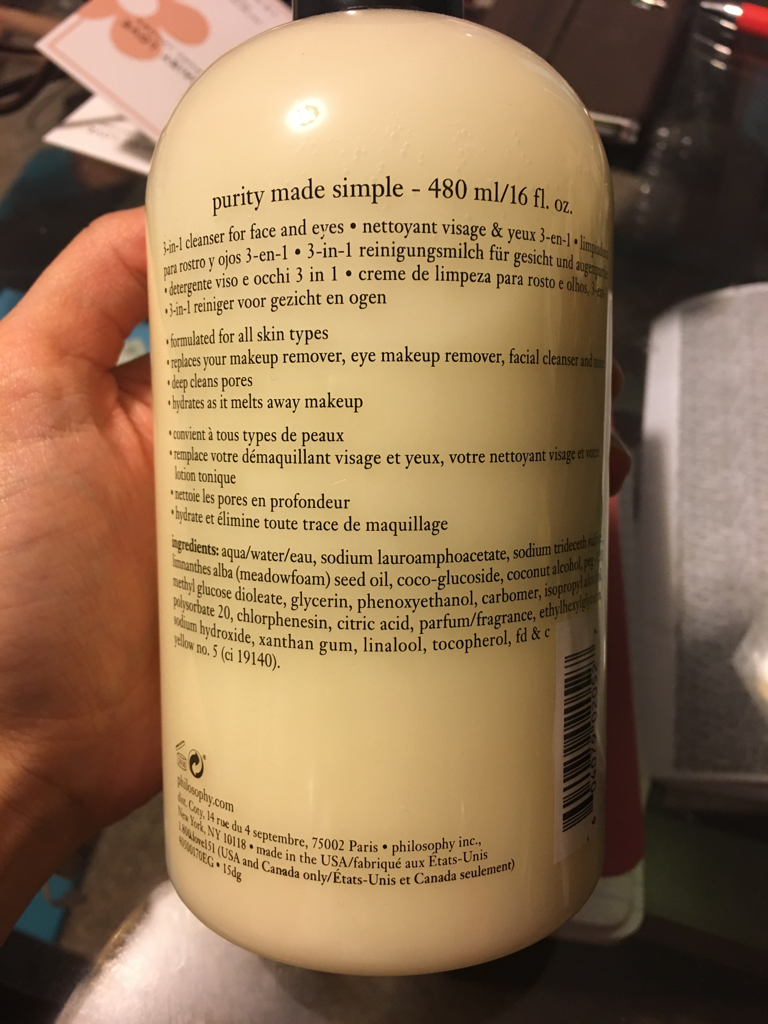 purity made simple - 480 ml/16 fl. oz.
3-in-1 cleanser for face and eyes • nettoyant visage & yeux 3-en-1 •
para rostro y ojos 3-en-1 • 3-in-1 reinigungsmilch für gesicht und
• detergente viso e occhi 3 in 1 • creme de limpeza para rosto e olhos,
• 3-in-1 reiniger voor gezicht en ogen
• formulated for all skin types
• replaces your makeup remover, eye makeup remover, facial cleanser and
• deep cleans pores
• hydrates as it melts away makeup
• convient à tous types de peaux
• remplace votre démaquillant visage et yeux, votre nettoyant visage et votre
lotion tonique
• nettoie les pores en profondeur
• hydrate et élimine toute trace de maquillage
ingredients: aqua/water/eau, sodium lauroamphoacetate, sodium trideceth
limnanthes alba (meadowfoam) seed oil, coco-glucoside, coconut alcohol, peg
methyl glucose dioleate, glycerin, phenoxyethanol, carbomer, isopropyl
polysorbate 20, chlorphenesin, citric acid, parfum/fragrance,
sodium hydroxide, xanthan gum, linalool, tocopherol, fd & c
yellow no. 5 (ci 19140).
philosophy.com
dist. Coty, 14 rue du 4 septembre, 75002 Paris • philosophy inc.,
New York, NY 10118 • made in the USA/fabriqué aux États-Unis
1.800.love151 (USA and Canada only/États-Unis et Canada seulement)
• 15dg